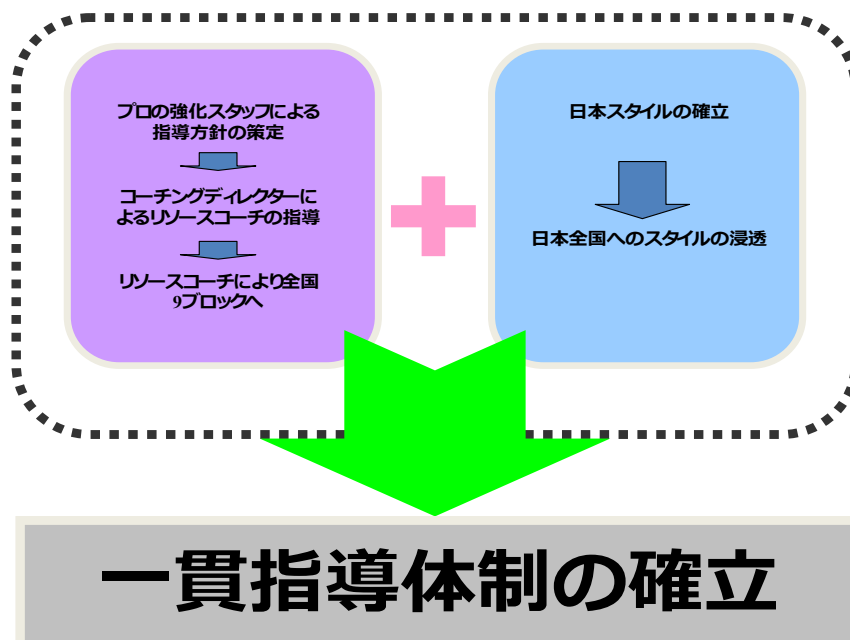 プロの強化スタッフによる
指導方針の策定
コーチングディレクターに
よるリソースコーチの指導
リソースコーチにより全国
9ブロックへ
日本スタイルの確立
日本全国へのスタイルの浸透
一貫指導体制の確立